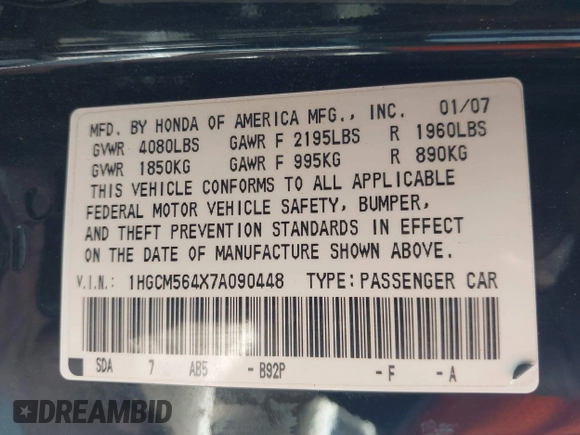 MFD. BY HONDA OF AMERICA MFG., INC. 01/07
GVWR 4080LBS GAWR F 2195LBS R 1960LBS
GVWR 1850KG GAWR F 995KG R 890KG
THIS VEHICLE CONFORMS TO ALL APPLICABLE
FEDERAL MOTOR VEHICLE SAFETY, BUMPER,
AND THEFT PREVENTION STANDARDS IN EFFECT
ON THE DATE OF MANUFACTURE SHOWN ABOVE.
V.I.N.: 1HGCM564X7A090448 TYPE: PASSENGER CAR
SDA 7 AB5 - B92P - F - A
DREAMBID